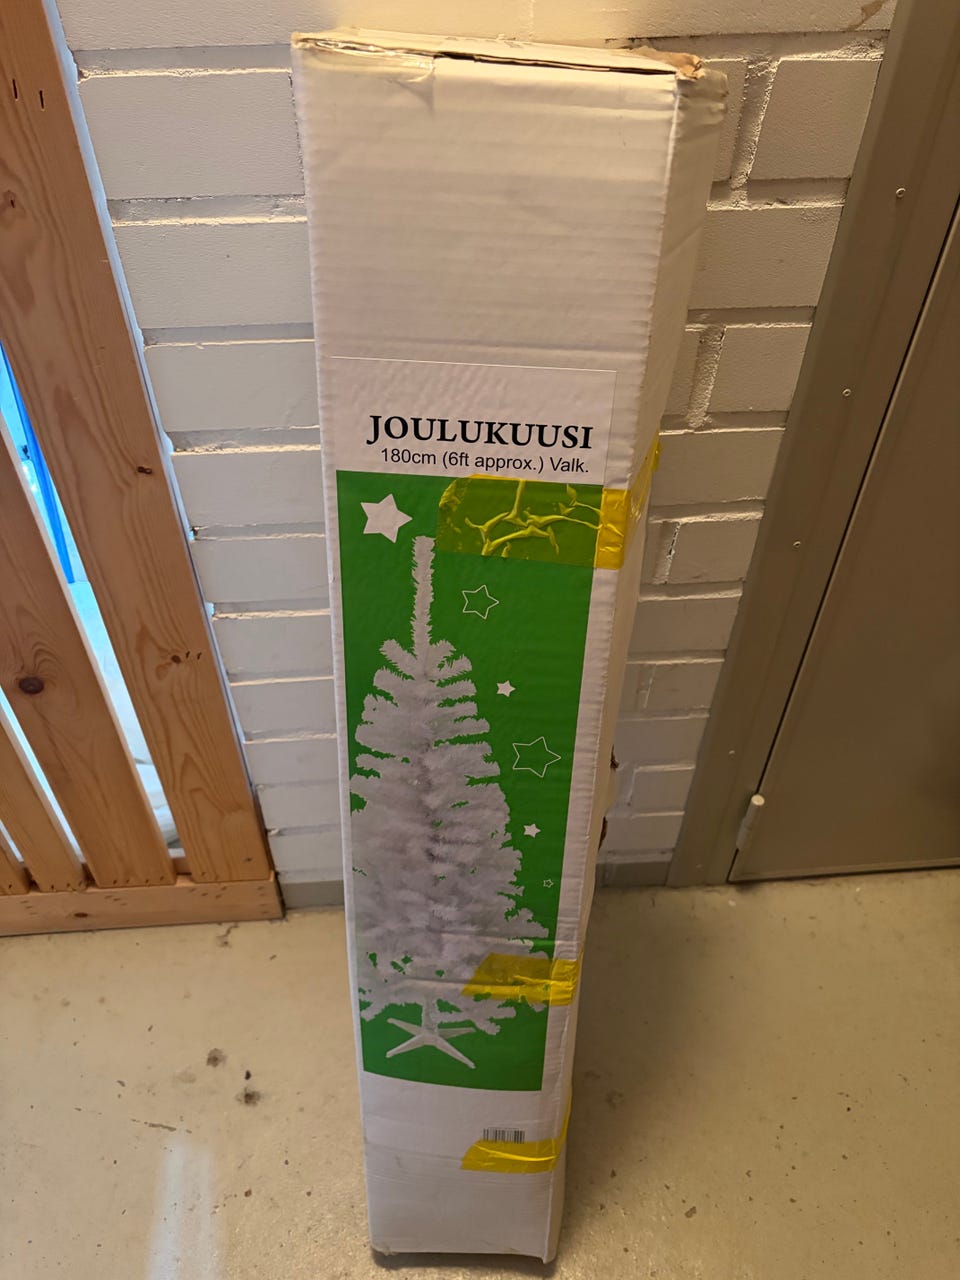 JOULUKUUSI
180cm (6ft approx.) Valk.